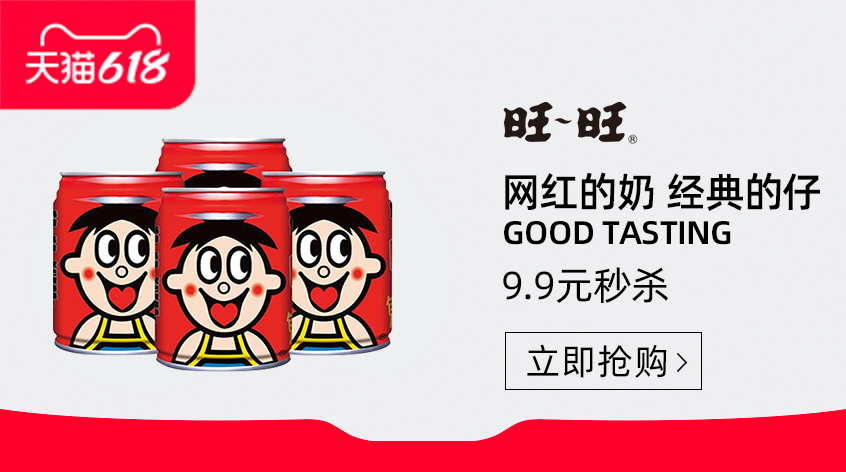 天猫618
旺~旺®
网红的奶 经典的仔
GOOD TASTING
9.9元秒杀
立即抢购>